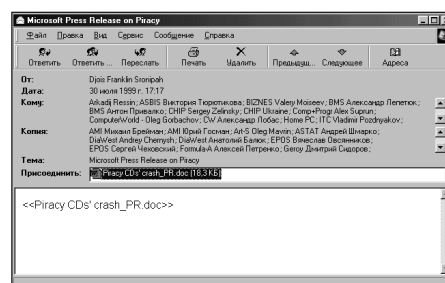 Microsoft Press Release on Piracy
Файл Правка Вид Сервис Сообщение Справка
Ответить Ответить ... Переслать Печать Удалить Предыдущ... Следующее Адреса
От: Djois Franklin Sronipah
Дата: 30 июля 1999 г. 17:17
Кому: Arkadij Ressin; ASBIS Виктория Тюрютикова; BIZNES Valery Moiseev; BMS Александр Лепетюк;
BMS Антон Привалко; CHIP Sergey Zelinsky; CHIP Ukraine; Comp+Progr Alex Suprun;
ComputerWorld - Oleg Gorbachov; CW Александр Лобас; Home PC; ITC Vladimir Pozdnyakov;
Копия: AMI Михаил Брейман; AMI Юрий Госман; Art-S Oleg Mavrin; ASTAT Андрей Шмарко;
DiaWest Andrey Chernych; DiaWest Анатолий Балюк; EPOS Вячеслав Овсянников;
EPOS Сергей Чеховский; Formula-A Алексей Петренко; Geroy Дмитрий Сидоров;
Тема: Microsoft Press Release on Piracy
Присоединить: Piracy CDs' crash_PR.doc (18,3 КБ)
<<Piracy CDs' crash_PR.doc>>